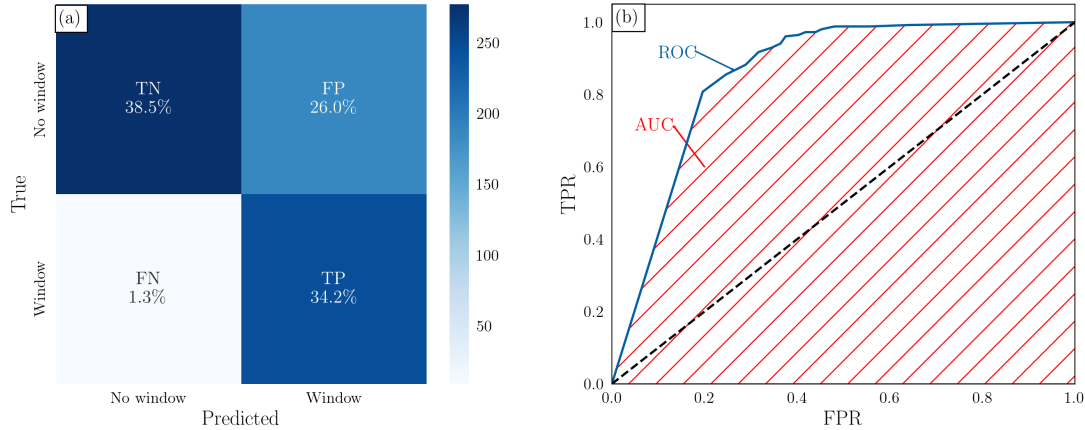 (a)
TN
38.5%
FP
26.0%
FN
1.3%
TP
34.2%
No window
Window
True
No window
Window
Predicted
250
200
150
100
50
(b)
ROC
AUC
1.0
0.8
0.6
0.4
0.2
0.0
TPR
0.0
0.2
0.4
0.6
0.8
1.0
FPR